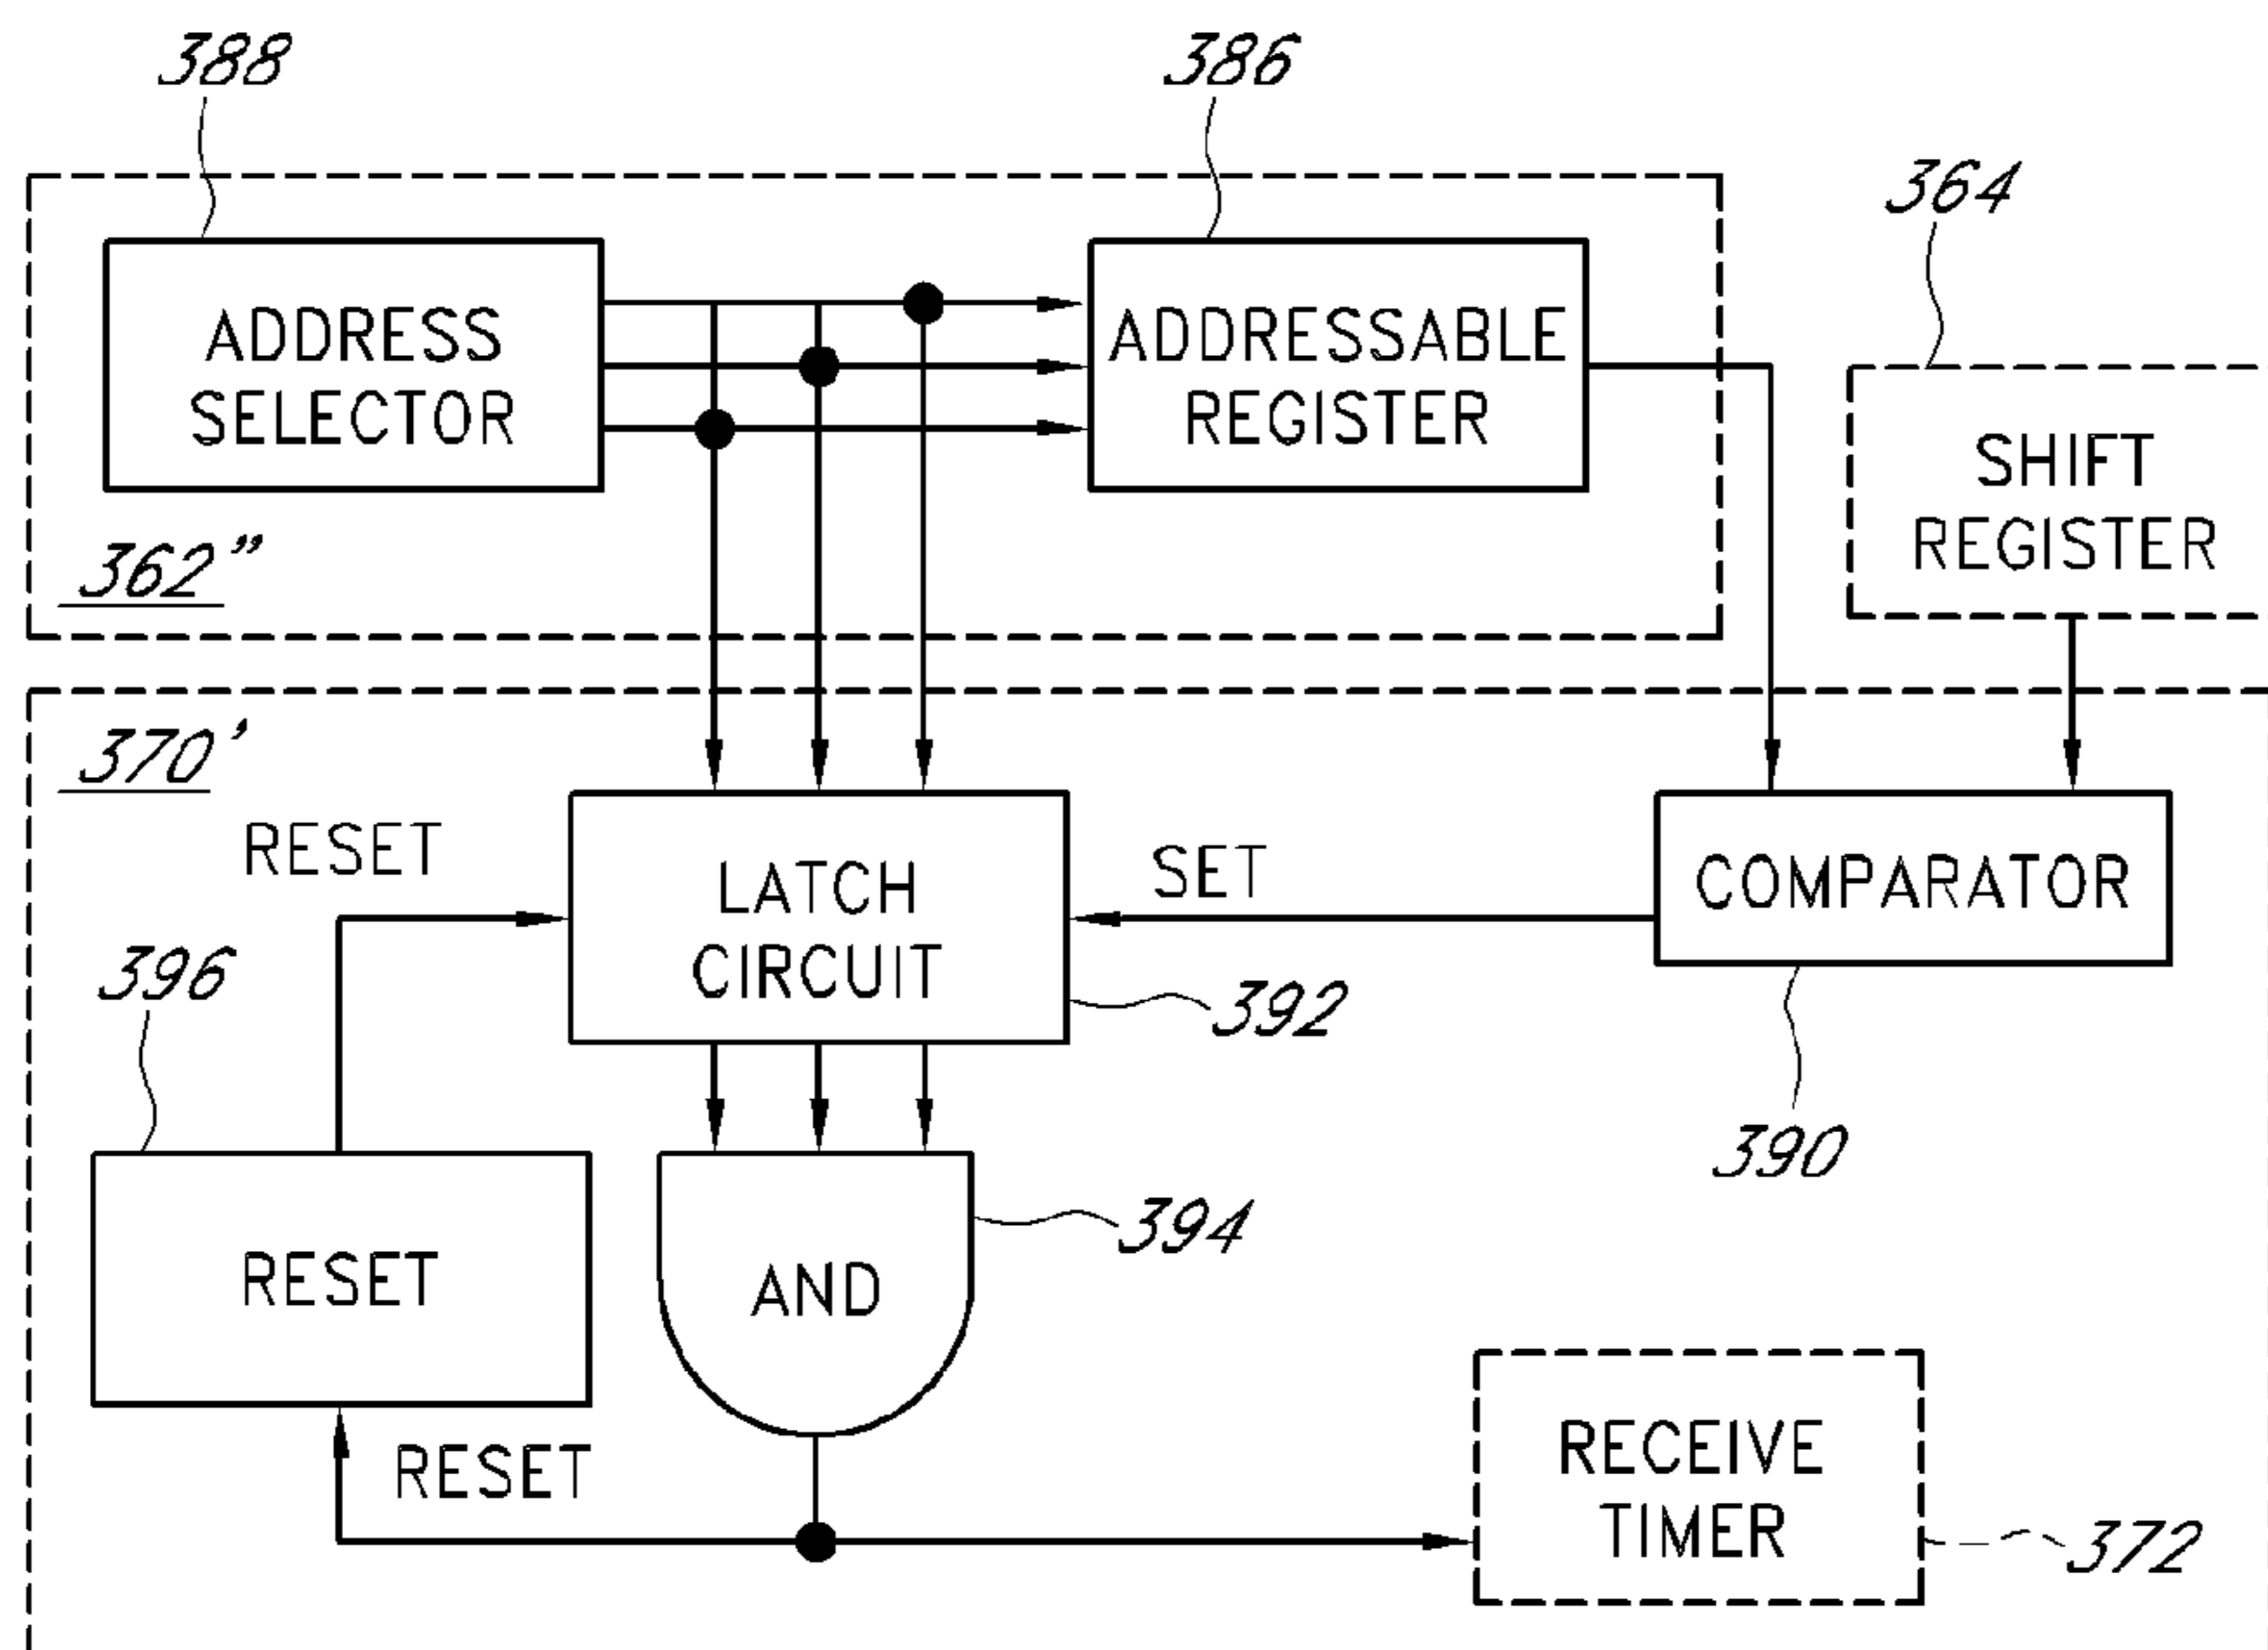 388
386
364
ADDRESS
SELECTOR
ADDRESSABLE
REGISTER
SHIFT
REGISTER
362”
370’
RESET
LATCH
CIRCUIT
SET
COMPARATOR
396
392
390
RESET
394
AND
RESET
RECEIVE
TIMER
372